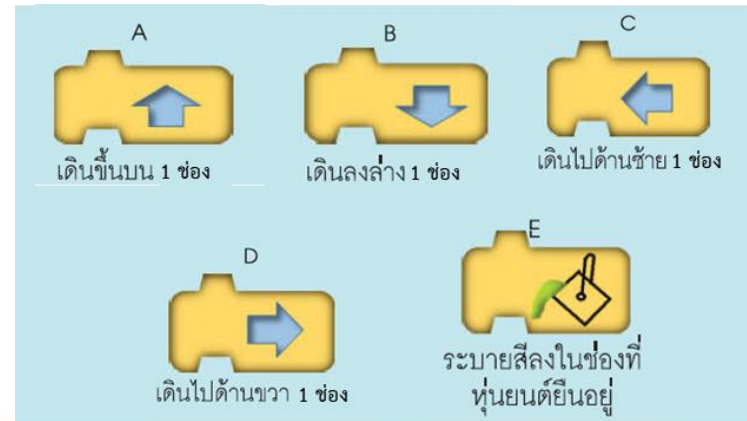 A
เดินขึ้นบน 1 ช่อง
B
เดินลงล่าง 1 ช่อง
C
เดินไปด้านซ้าย 1 ช่อง
D
เดินไปด้านขวา 1 ช่อง
E
ระบายสีลงในช่องที่
หุ่นยนต์ยืนอยู่